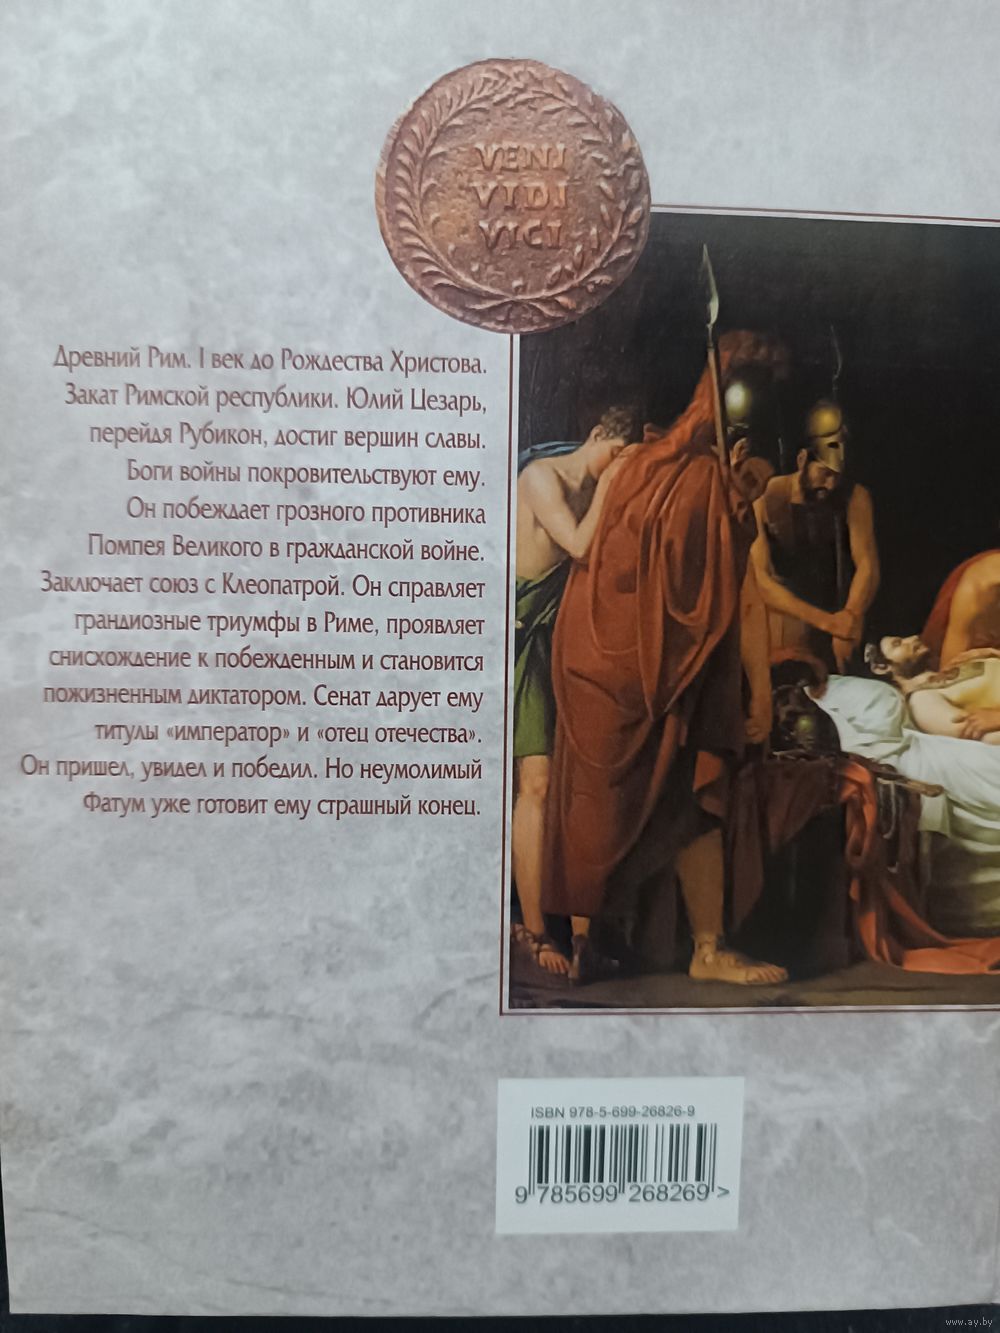 VENI
VIDI
VICI
Древний Рим. I век до Рождества Христова.
Закат Римской республики. Юлий Цезарь,
перейдя Рубикон, достиг вершин славы.
Боги войны покровительствуют ему.
Он побеждает грозного противника
Помпея Великого в гражданской войне.
Заключает союз с Клеопатрой. Он справляет
грандиозные триумфы в Риме, проявляет
снисхождение к побежденным и становится
пожизненным диктатором. Сенат дарует ему
титулы «император» и «отец отечества».
Он пришел, увидел и победил. Но неумолимый
Фатум уже готовит ему страшный конец.
ISBN 978-5-699-26826-9
9 785699 268269 >
www.ay.by